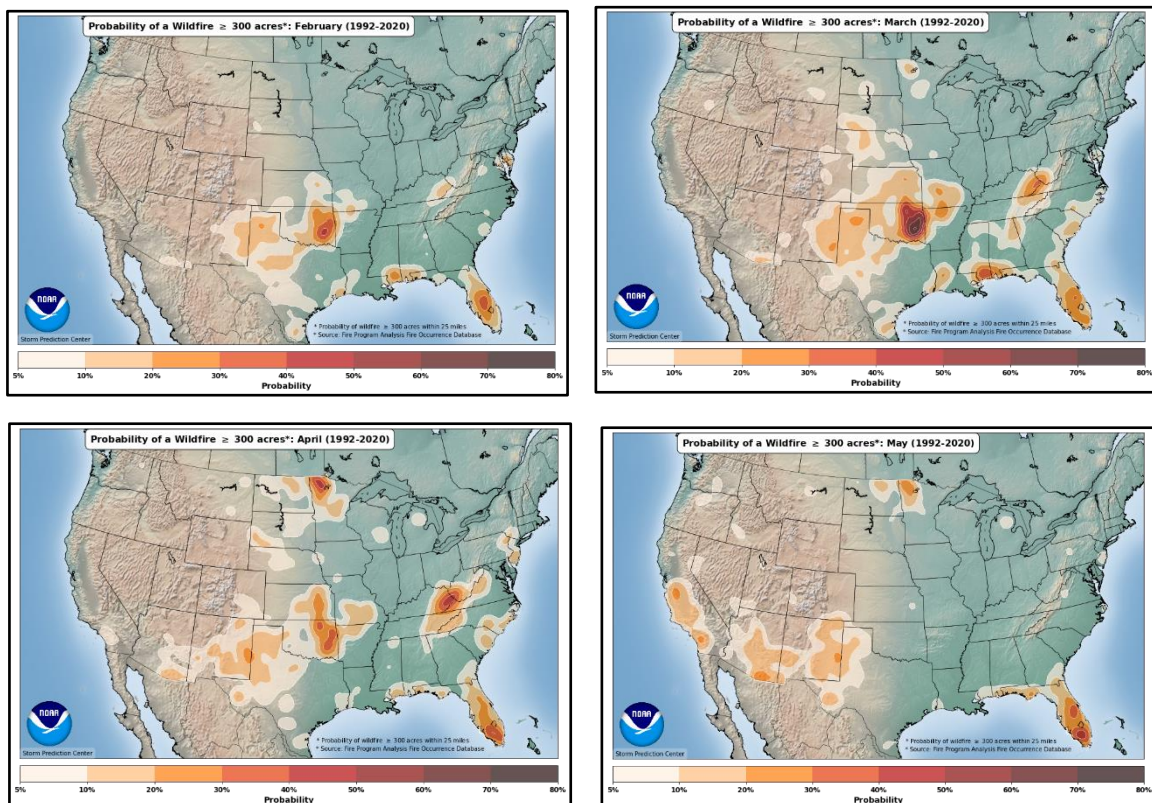 Probability of a Wildfire ≥ 300 acres*: February (1992-2020)
NOAA
* Probability of wildfire ≥ 300 acres within 25 miles
* Source: Fire Program Analysis Fire Occurrence Database
Storm Prediction Center
5% 10% 20% 30% 40% 50% 60% 70% 80%
Probability
Probability of a Wildfire ≥ 300 acres*: March (1992-2020)
NOAA
* Probability of wildfire ≥ 300 acres within 25 miles
* Source: Fire Program Analysis Fire Occurrence Database
Storm Prediction Center
5% 10% 20% 30% 40% 50% 60% 70% 80%
Probability
Probability of a Wildfire ≥ 300 acres*: April (1992-2020)
NOAA
* Probability of wildfire ≥ 300 acres within 25 miles
* Source: Fire Program Analysis Fire Occurrence Database
Storm Prediction Center
5% 10% 20% 30% 40% 50% 60% 70% 80%
Probability
Probability of a Wildfire ≥ 300 acres*: May (1992-2020)
NOAA
* Probability of wildfire ≥ 300 acres within 25 miles
* Source: Fire Program Analysis Fire Occurrence Database
Storm Prediction Center
5% 10% 20% 30% 40% 50% 60% 70% 80%
Probability